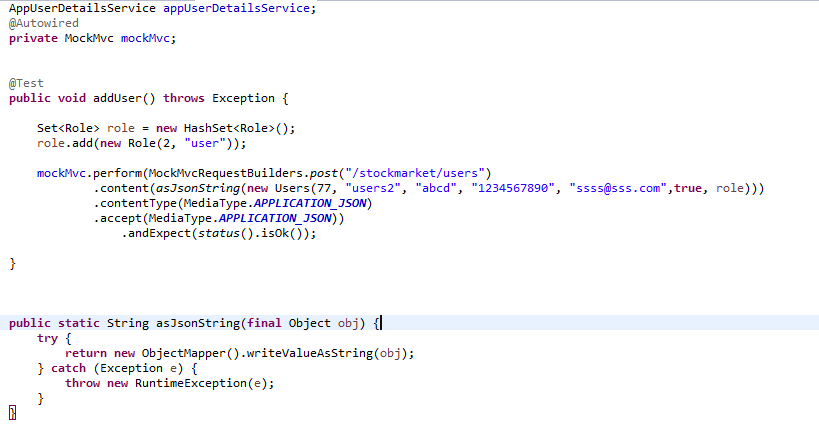 AppUserDetailsService appUserDetailsService;
@Autowired
private MockMvc mockMvc;
@Test
public void addUser() throws Exception {
Set<Role> role = new HashSet<Role>();
role.add(new Role(2, "user"));
mockMvc.perform(MockMvcRequestBuilders.post("/stockmarket/users")
.content(asJsonString(new Users(77, "users2", "abcd", "1234567890", "ssss@sss.com",true, role)))
.contentType(MediaType.APPLICATION_JSON)
.accept(MediaType.APPLICATION_JSON))
.andExpect(status().isOk());
}
public static String asJsonString(final Object obj) {
try {
return new ObjectMapper().writeValueAsString(obj);
} catch (Exception e) {
throw new RuntimeException(e);
}
}